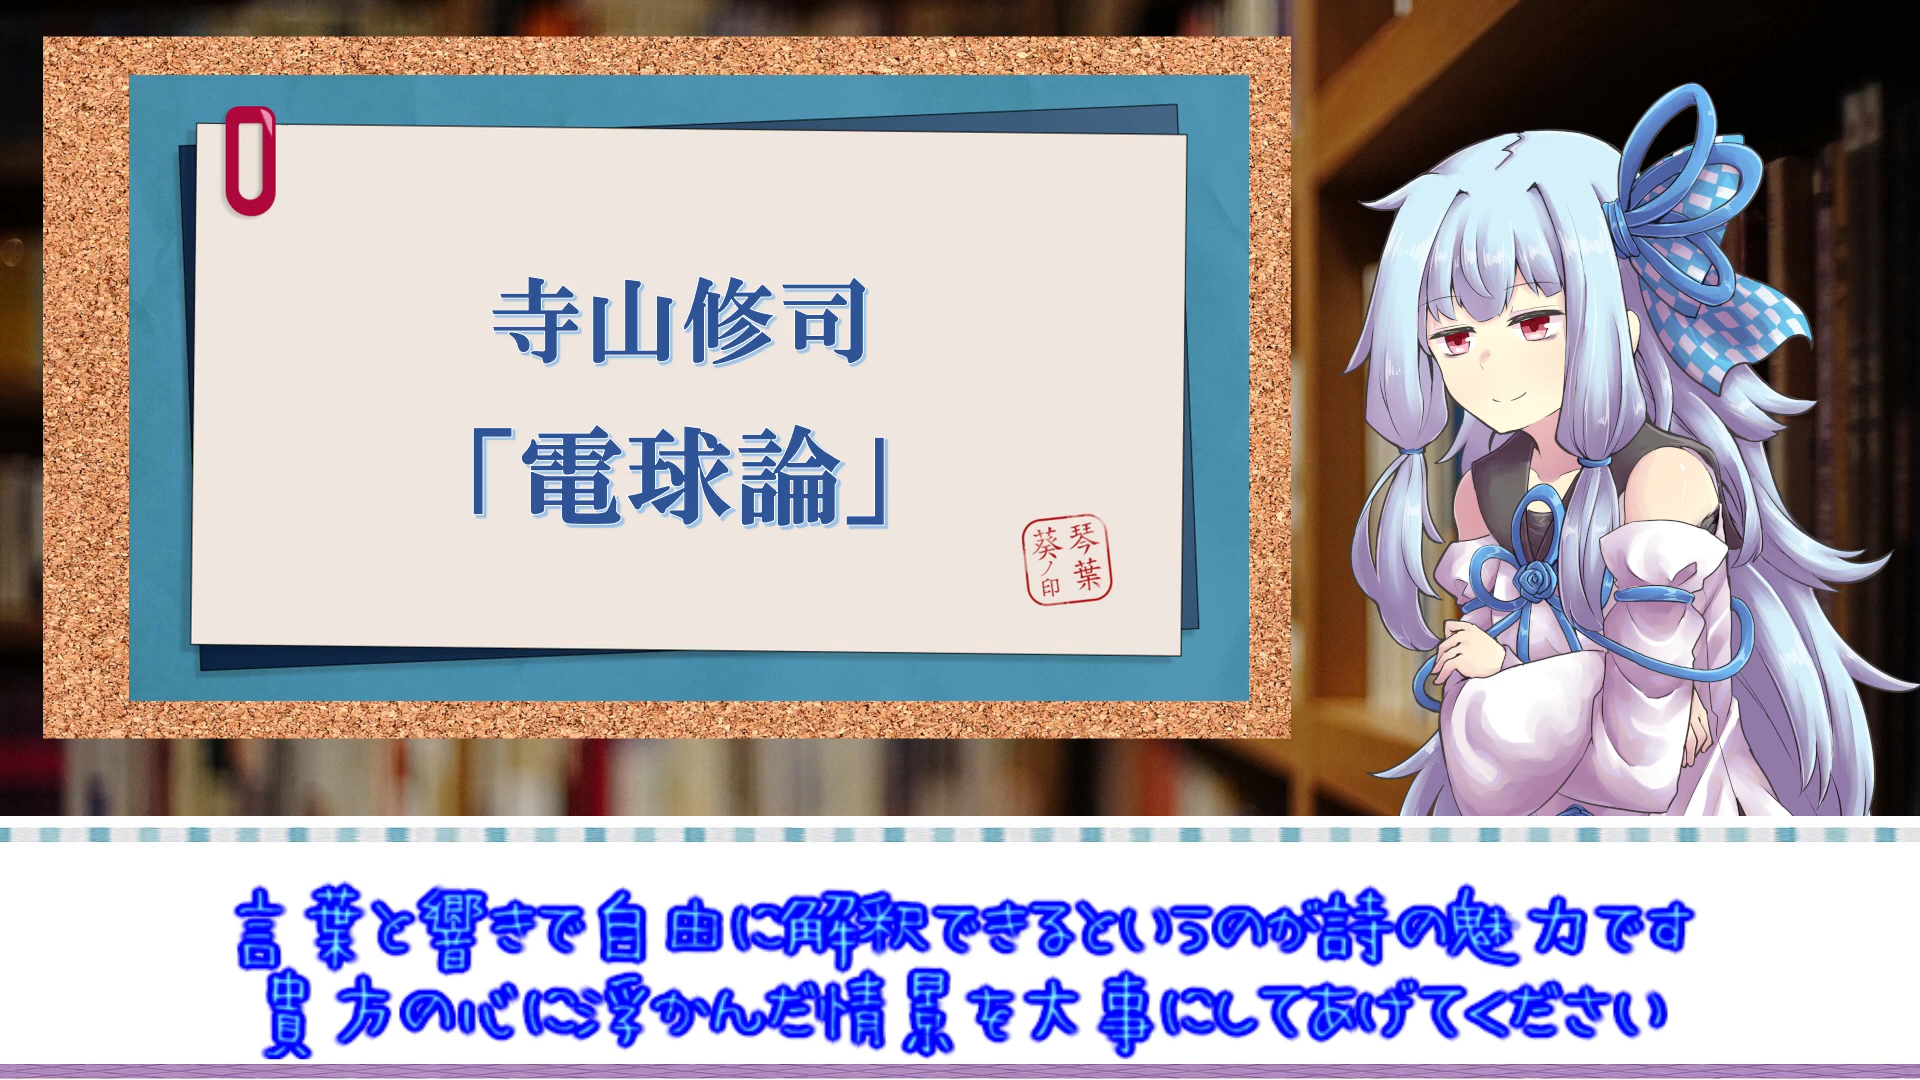 寺山修司
「電球論」
琴葉
葵ノ印
言葉と響きで自由に解釈できるというのが詩の魅力です
貴方の心に浮かんだ情景を大事にしてあげてください